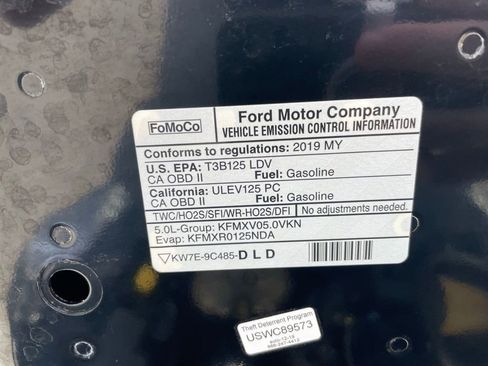 FoMoCo
Ford Motor Company
VEHICLE EMISSION CONTROL INFORMATION
Conforms to regulations: 2019 MY
U.S. EPA: T3B125 LDV
CA OBD II Fuel: Gasoline
California: ULEV125 PC
CA OBD II Fuel: Gasoline
TWC/HO2S/SFI/WR-HO2S/DFI No adjustments needed.
5.0L-Group: KFMXV05.0VKN
Evap: KFMXR0125NDA
KW7E-9C485-DLD
Theft Deterrent Program
USWC89573